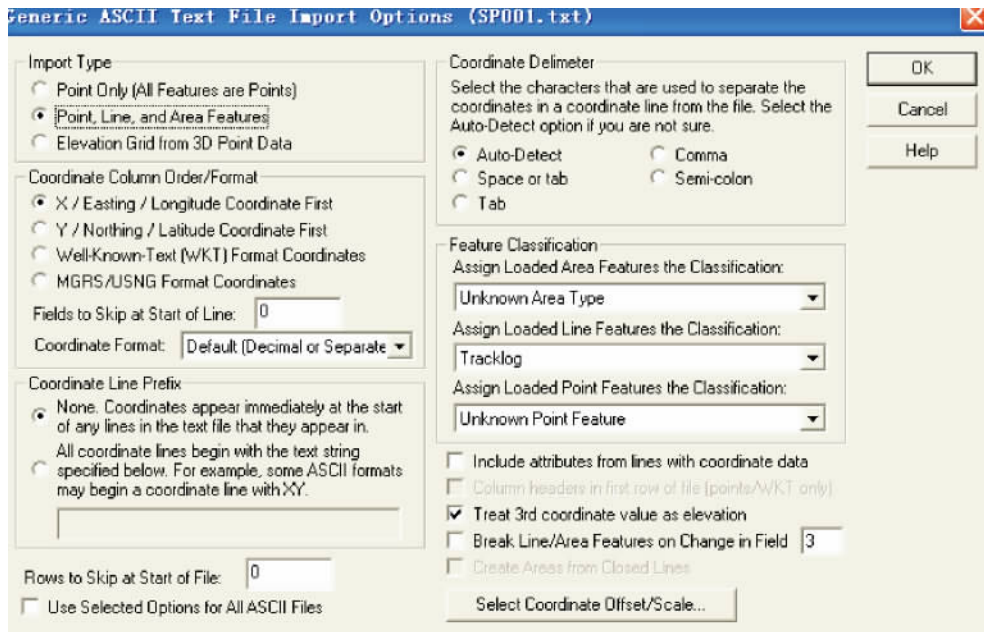 Generic ASCII Text File Import Options (SP001.txt)
Import Type
Point Only (All Features are Points)
Point, Line, and Area Features
Elevation Grid from 3D Point Data
Coordinate Column Order/Format
X / Easting / Longitude Coordinate First
Y / Northing / Latitude Coordinate First
Well-Known-Text (WKT) Format Coordinates
MGRS/USNG Format Coordinates
Fields to Skip at Start of Line: 0
Coordinate Format: Default (Decimal or Separate
Coordinate Line Prefix
None. Coordinates appear immediately at the start
of any lines in the text file that they appear in.
All coordinate lines begin with the text string
specified below. For example, some ASCII formats
may begin a coordinate line with XY.
Rows to Skip at Start of File: 0
Use Selected Options for All ASCII Files
Coordinate Delimeter
Select the characters that are used to separate the
coordinates in a coordinate line from the file. Select the
Auto-Detect option if you are not sure.
Auto-Detect
Comma
Space or tab
Semi-colon
Tab
Feature Classification
Assign Loaded Area Features the Classification:
Unknown Area Type
Assign Loaded Line Features the Classification:
Tracklog
Assign Loaded Point Features the Classification:
Unknown Point Feature
Include attributes from lines with coordinate data
Column headers in first row of file (points/WKT only)
Treat 3rd coordinate value as elevation
Break Line/Area Features on Change in Field 3
Create Areas from Closed Lines
Select Coordinate Offset/Scale...
OK
Cancel
Help